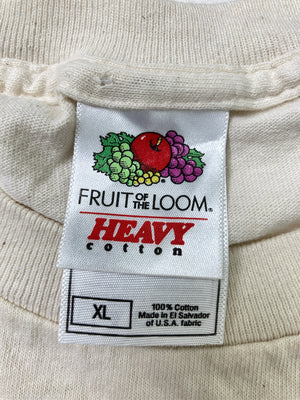 FRUIT OF THE LOOM®
HEAVY
cotton
XL
100% Cotton
Made in El Salvador
of U.S.A. fabric